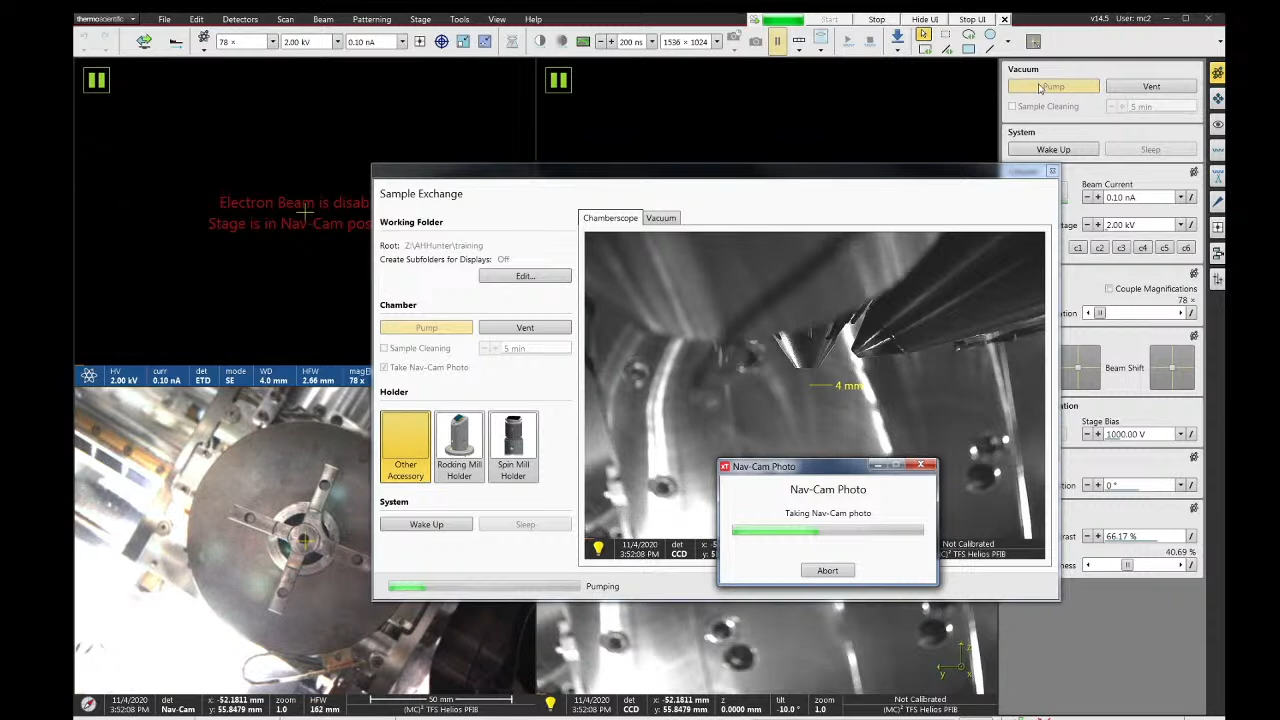 thermoscientific File Edit Detectors Scan Beam Patterning Stage Tools View Help Start Stop Hide UI Stop UI v14.5 User: mc2
78 × 2.00 kV 0.10 nA 200 ns 1536 x 1024
Vacuum
Pump Vent
Sample Cleaning 5 min
System
Wake Up Sleep
Beam Current
0.10 nA
2.00 kV
c1 c2 c3 c4 c5 c6
Couple Magnifications
78 ×
Beam Shift
Stage Bias
1000.00 V
0 °
66.17 %
40.69 %
Electron Beam is disab
Stage is in Nav-Cam pos
Sample Exchange
Working Folder
Root: Z:\AHHunter\training
Create Subfolders for Displays: Off
Edit...
Chamber
Pump Vent
Sample Cleaning 5 min
Take Nav-Cam Photo
Holder
Other Accessory
Rocking Mill Holder
Spin Mill Holder
System
Wake Up Sleep
Pumping
Chamberscope Vacuum
4 mm
11/4/2020 det
3:52:08 PM CCD
Not Calibrated
TFS Helios PFIB
Nav-Cam Photo
Nav-Cam Photo
Taking Nav-Cam photo
Abort
HV curr det mode WD HFW
2.00 kV 0.10 nA ETD SE 4.0 mm 2.66 mm 78 x
11/4/2020 det x: -52.1811 mm zoom HFW 50 mm
3:52:08 PM Nav-Cam y: 55.8479 mm 1.0 162 mm (MC)² TFS Helios PFIB
11/4/2020 det x: -52.1811 mm z: tilt zoom Not Calibrated
3:52:08 PM CCD y: 55.8479 mm 0.0000 mm -10.0 ° 1.0 (MC)² TFS Helios PFIB
z
y x